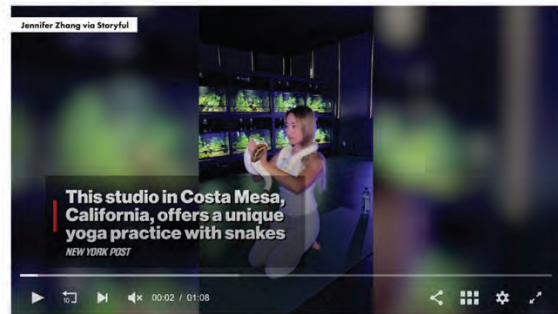 Jennifer Zhang via Storyful
This studio in Costa Mesa,
California, offers a unique
yoga practice with snakes
NEW YORK POST
10
00:02 / 01:08